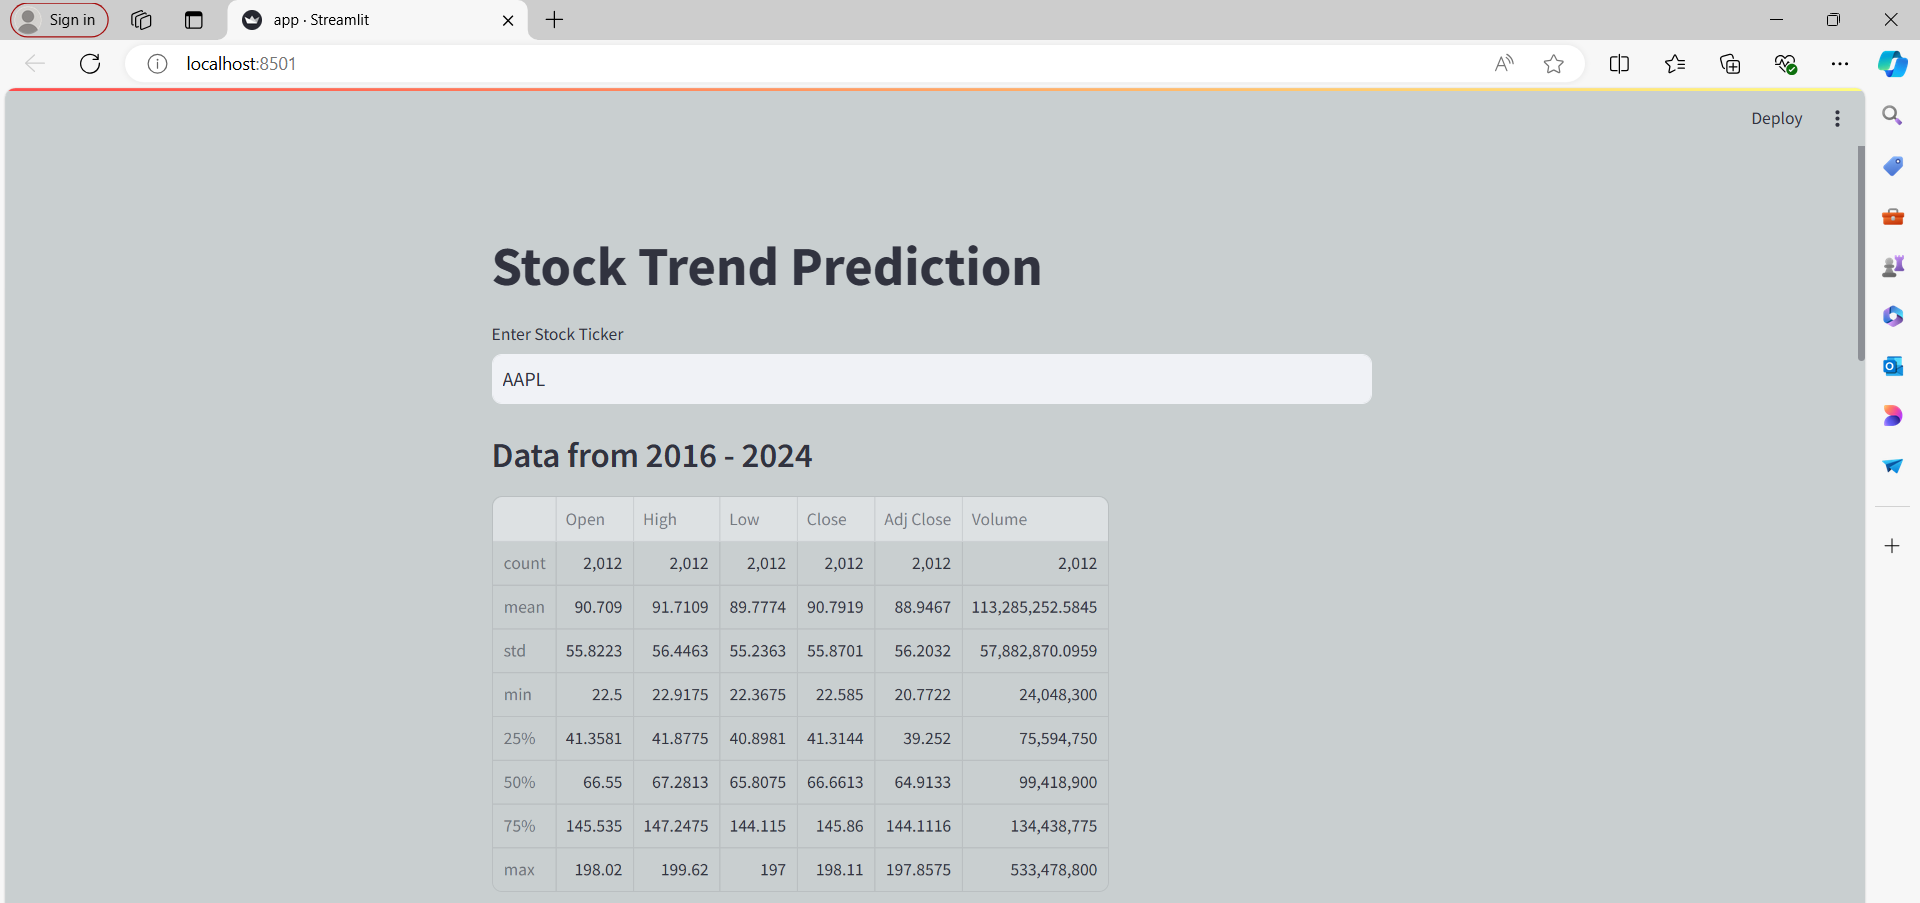 Sign in
app · Streamlit
localhost:8501
Deploy
Stock Trend Prediction
Enter Stock Ticker
AAPL
Data from 2016 - 2024
Open High Low Close Adj Close Volume
count 2,012 2,012 2,012 2,012 2,012 2,012
mean 90.709 91.7109 89.7774 90.7919 88.9467 113,285,252.5845
std 55.8223 56.4463 55.2363 55.8701 56.2032 57,882,870.0959
min 22.5 22.9175 22.3675 22.585 20.7722 24,048,300
25% 41.3581 41.8775 40.8981 41.3144 39.252 75,594,750
50% 66.55 67.2813 65.8075 66.6613 64.9133 99,418,900
75% 145.535 147.2475 144.115 145.86 144.1116 134,438,775
max 198.02 199.62 197 198.11 197.8575 533,478,800